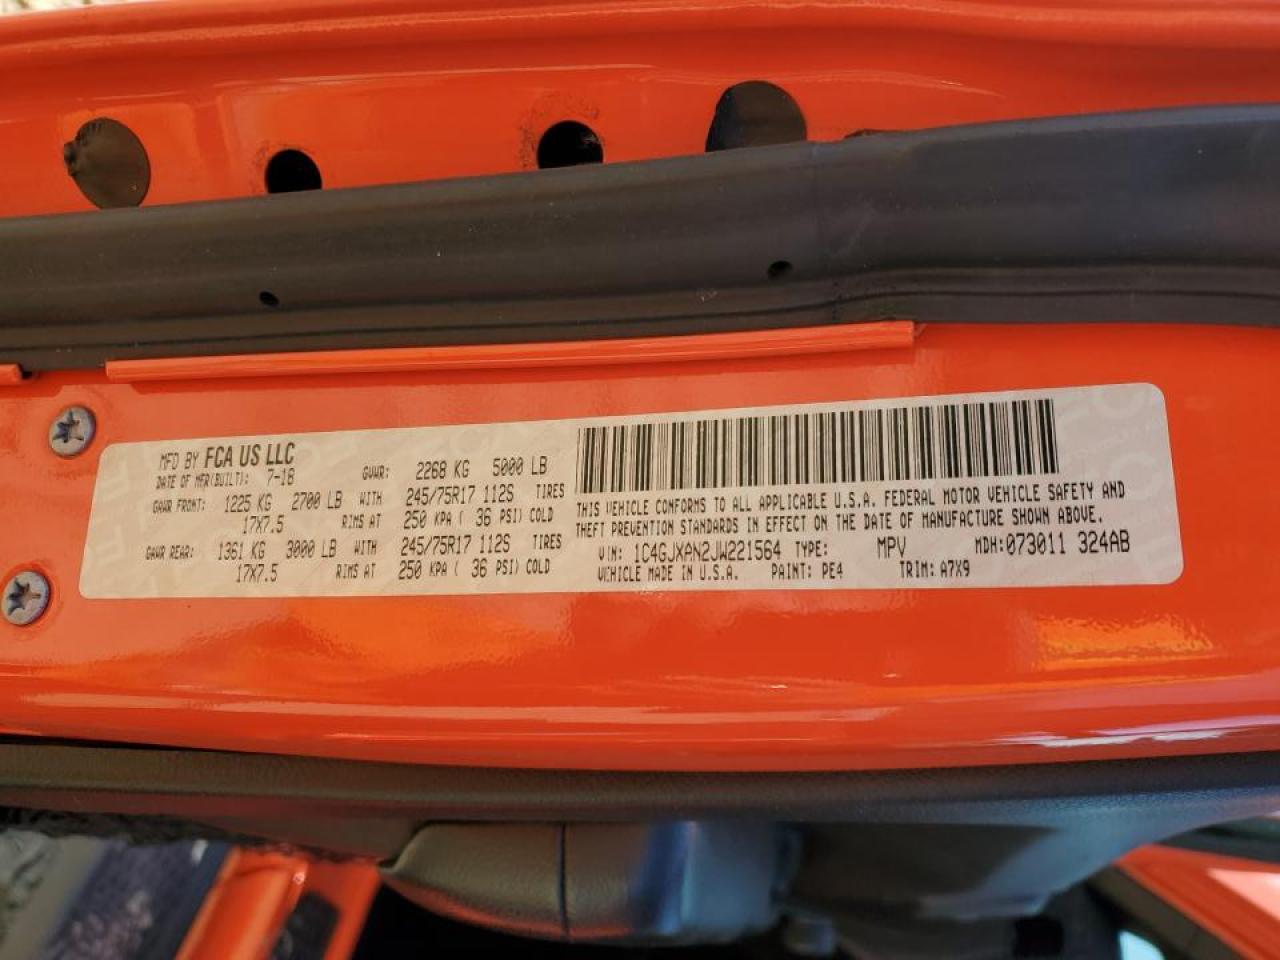 MFD BY FCA US LLC
DATE OF MFR(BUILT): 7-18 GVWR: 2268 KG 5000 LB
GAWR FRONT: 1225 KG 2700 LB WITH 245/75R17 112S TIRES
17X7.5 RIMS AT 250 KPA ( 36 PSI) COLD
GAWR REAR: 1361 KG 3000 LB WITH 245/75R17 112S TIRES
17X7.5 RIMS AT 250 KPA ( 36 PSI) COLD
THIS VEHICLE CONFORMS TO ALL APPLICABLE U.S.A. FEDERAL MOTOR VEHICLE SAFETY AND
THEFT PREVENTION STANDARDS IN EFFECT ON THE DATE OF MANUFACTURE SHOWN ABOVE.
VIN: 1C4GJXAN2JW221564 TYPE: MPV MDH:073011 324AB
VEHICLE MADE IN U.S.A. PAINT: PE4 TRIM: A7X9